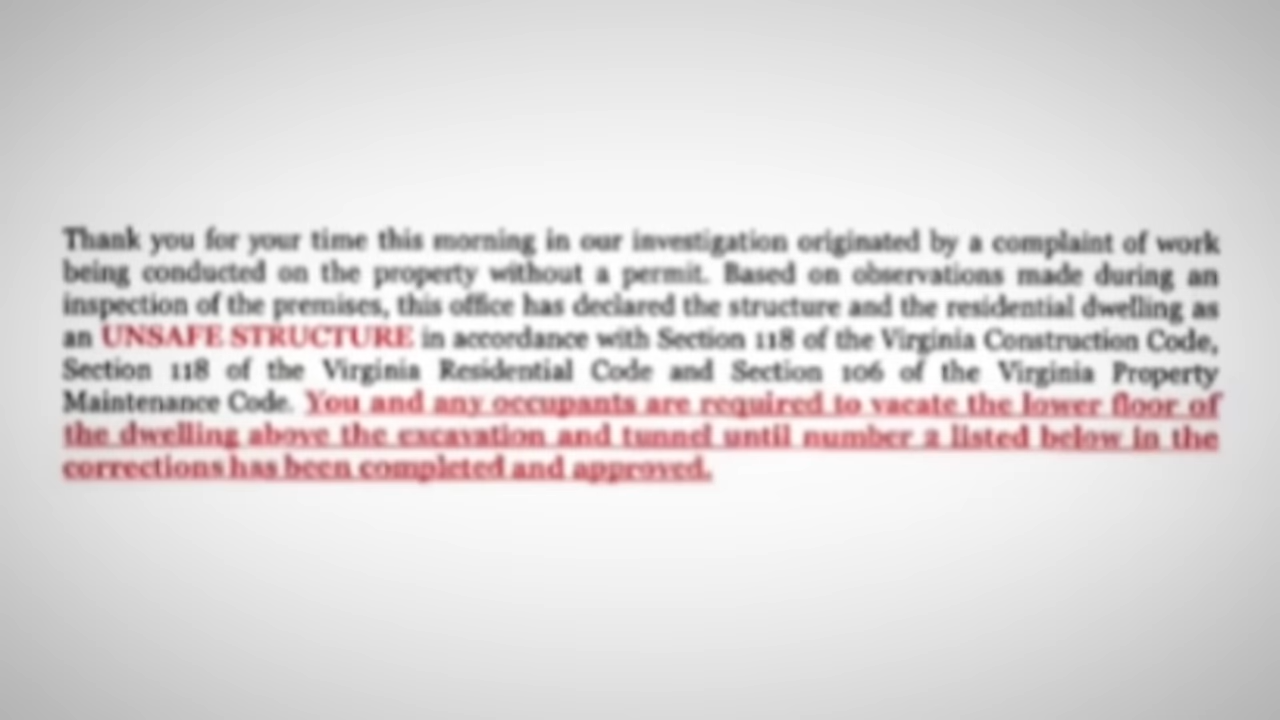 Thank you for your time this morning in our investigation originated by a complaint of work
being conducted on the property without a permit. Based on observations made during an
inspection of the premises, this office has declared the structure and the residential dwelling as
an UNSAFE STRUCTURE in accordance with Section 118 of the Virginia Construction Code,
Section 118 of the Virginia Residential Code and Section 106 of the Virginia Property
Maintenance Code. You and any occupants are required to vacate the lower floor of
the dwelling above the excavation and tunnel until number 2 listed below in the
corrections has been completed and approved.